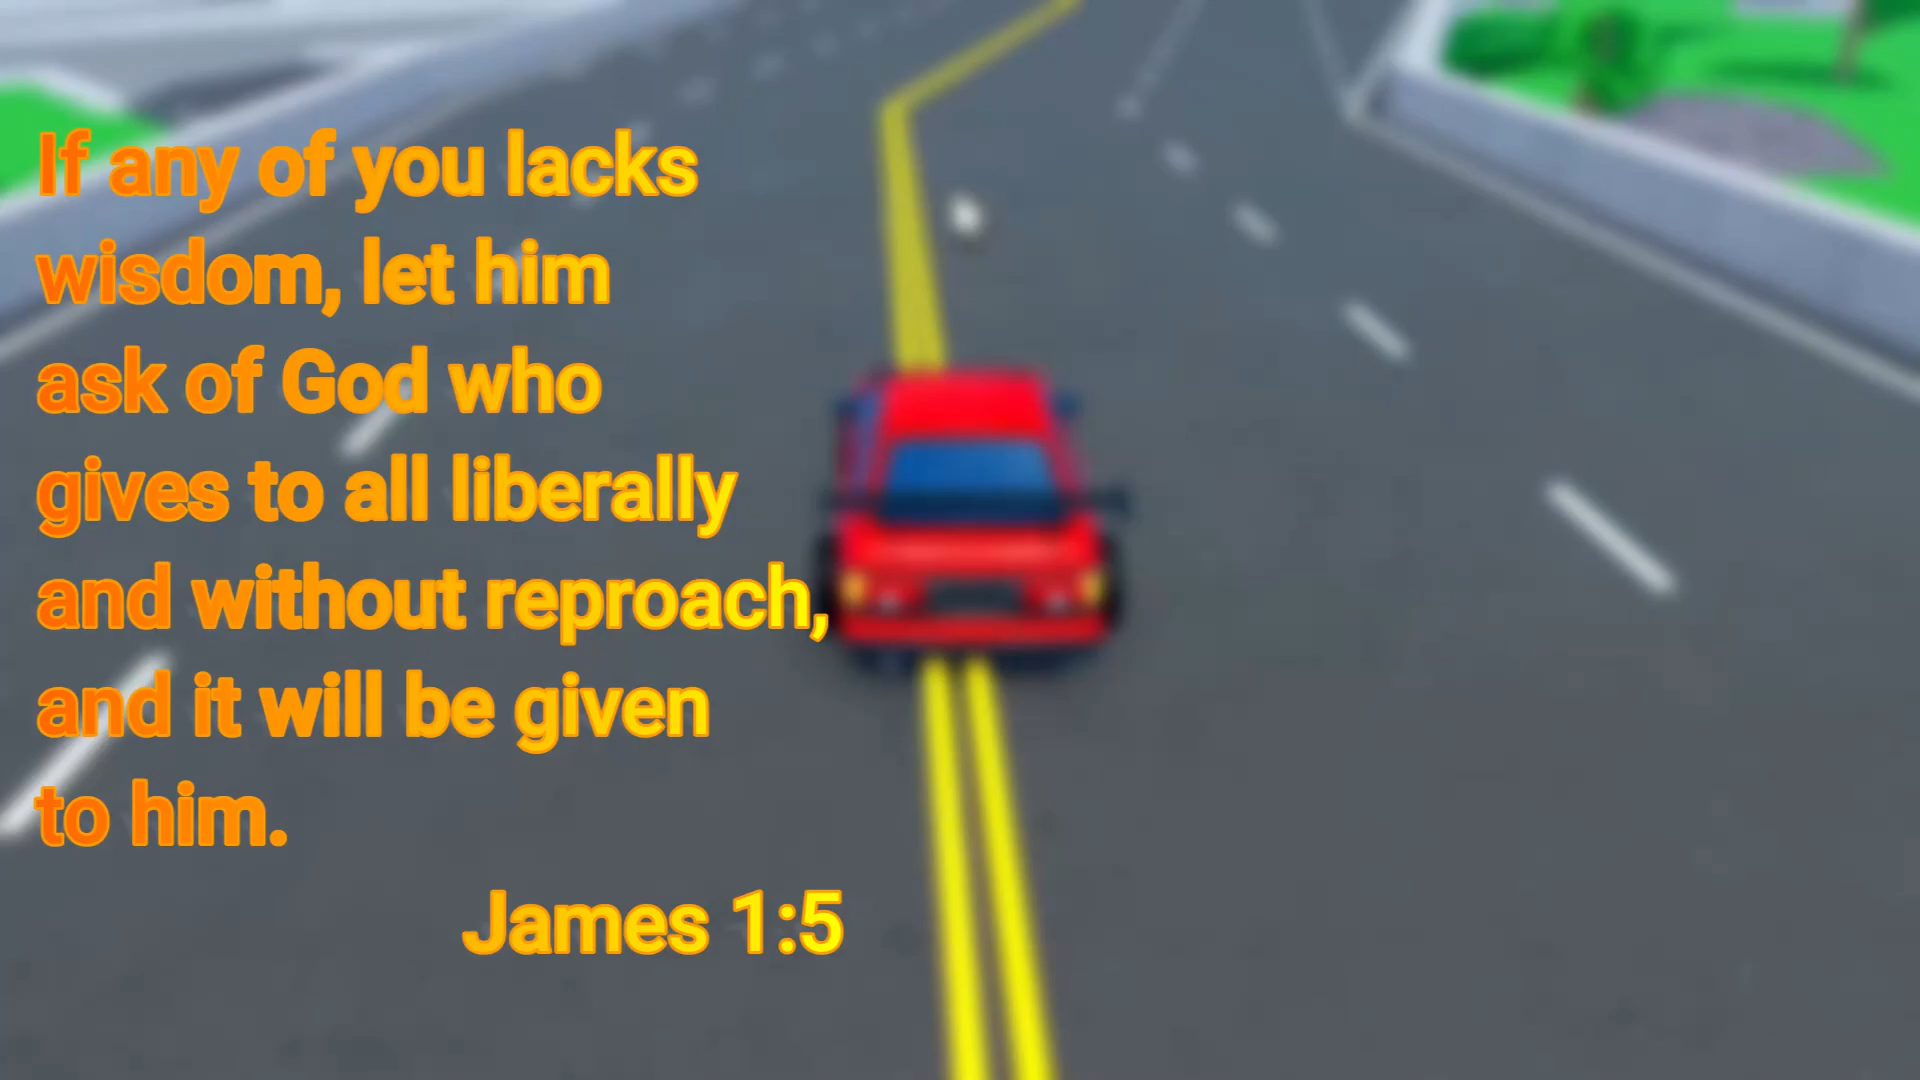 If any of you lacks
wisdom, let him
ask of God who
gives to all liberally
and without reproach,
and it will be given
to him.
James 1:5